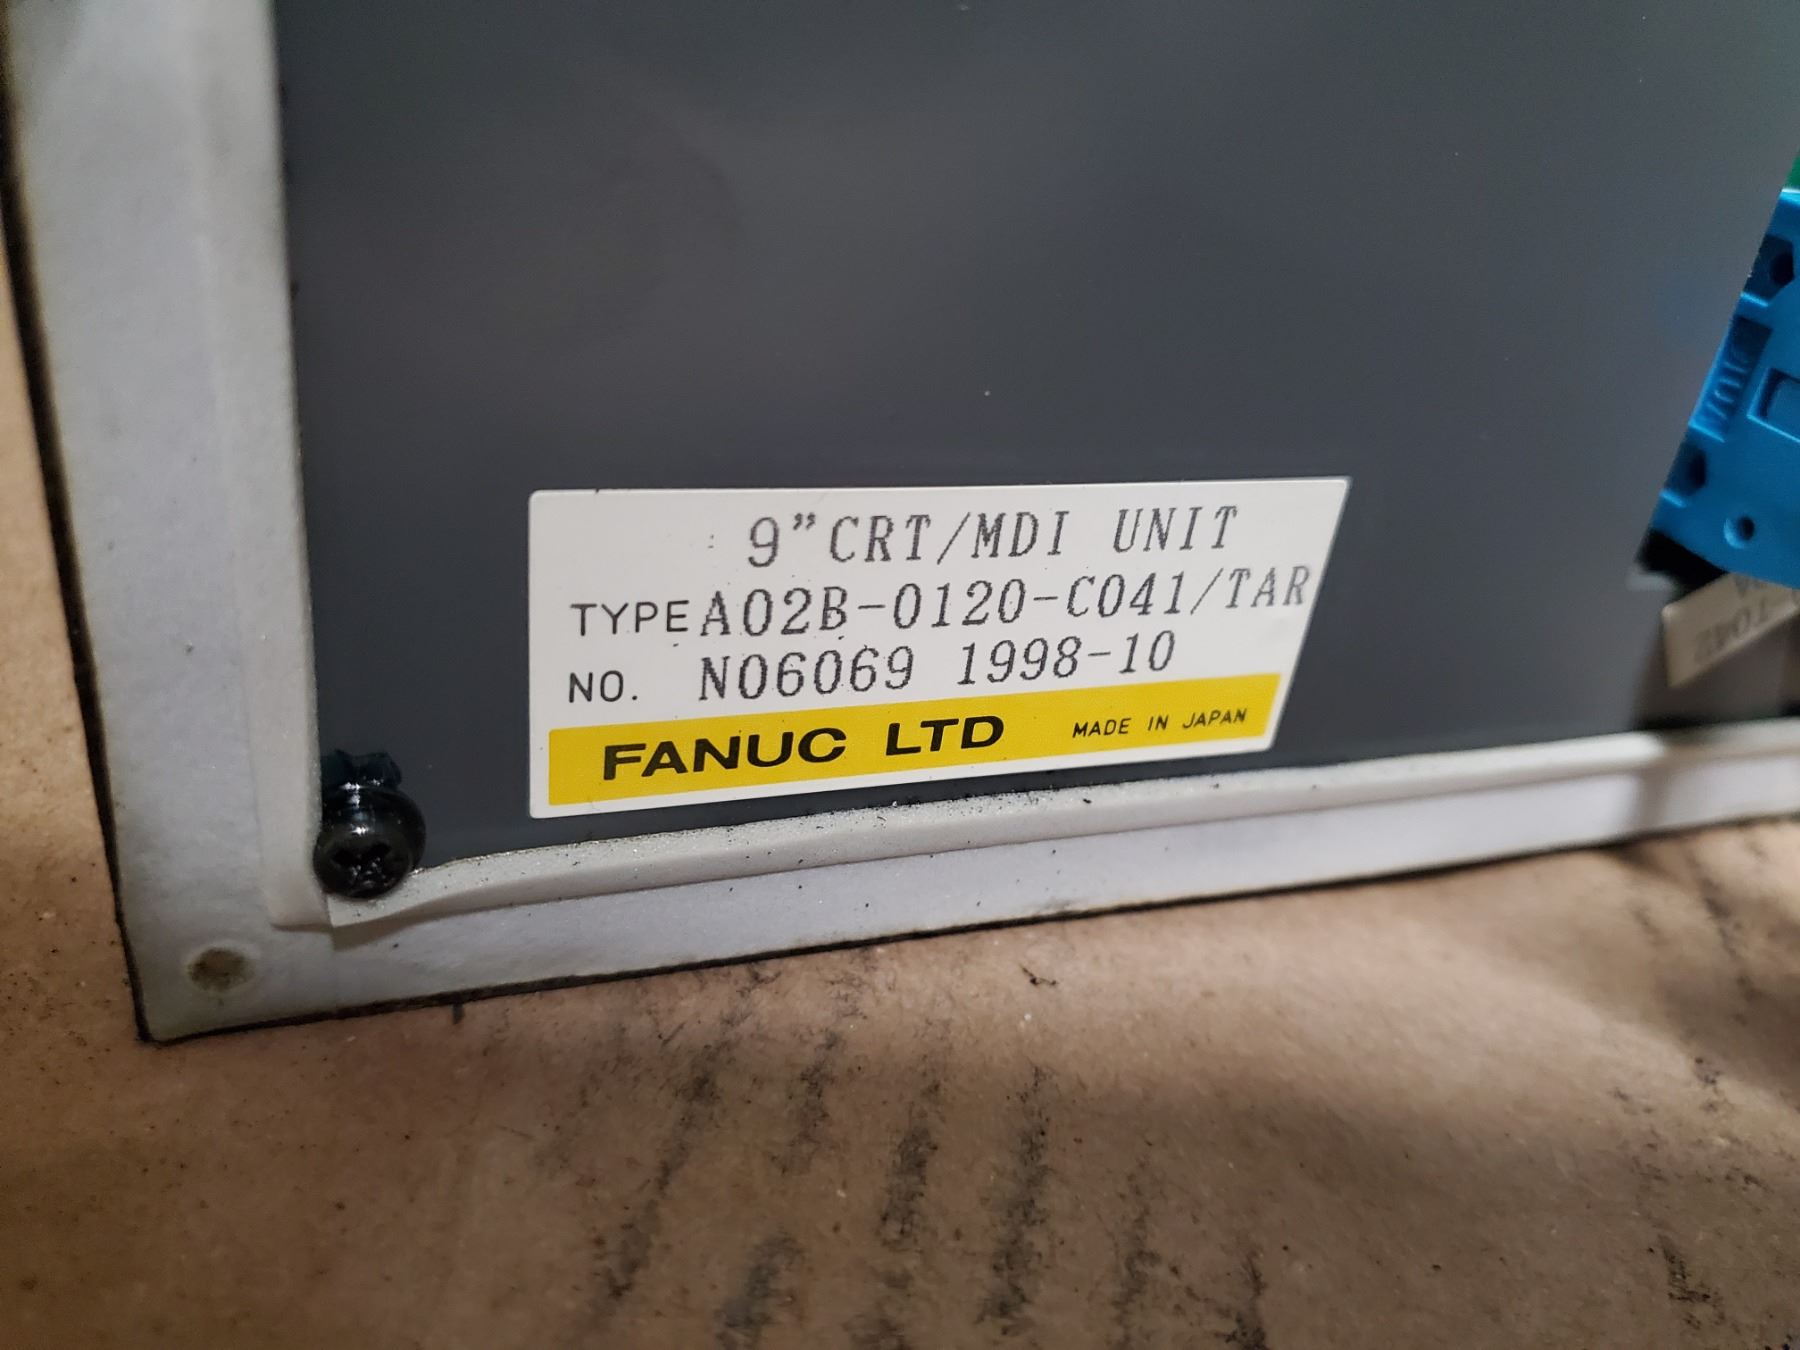 9”CRT/MDI UNIT
TYPE A02B-0120-C041/TAR
NO. N06069 1998-10
FANUC LTD MADE IN JAPAN